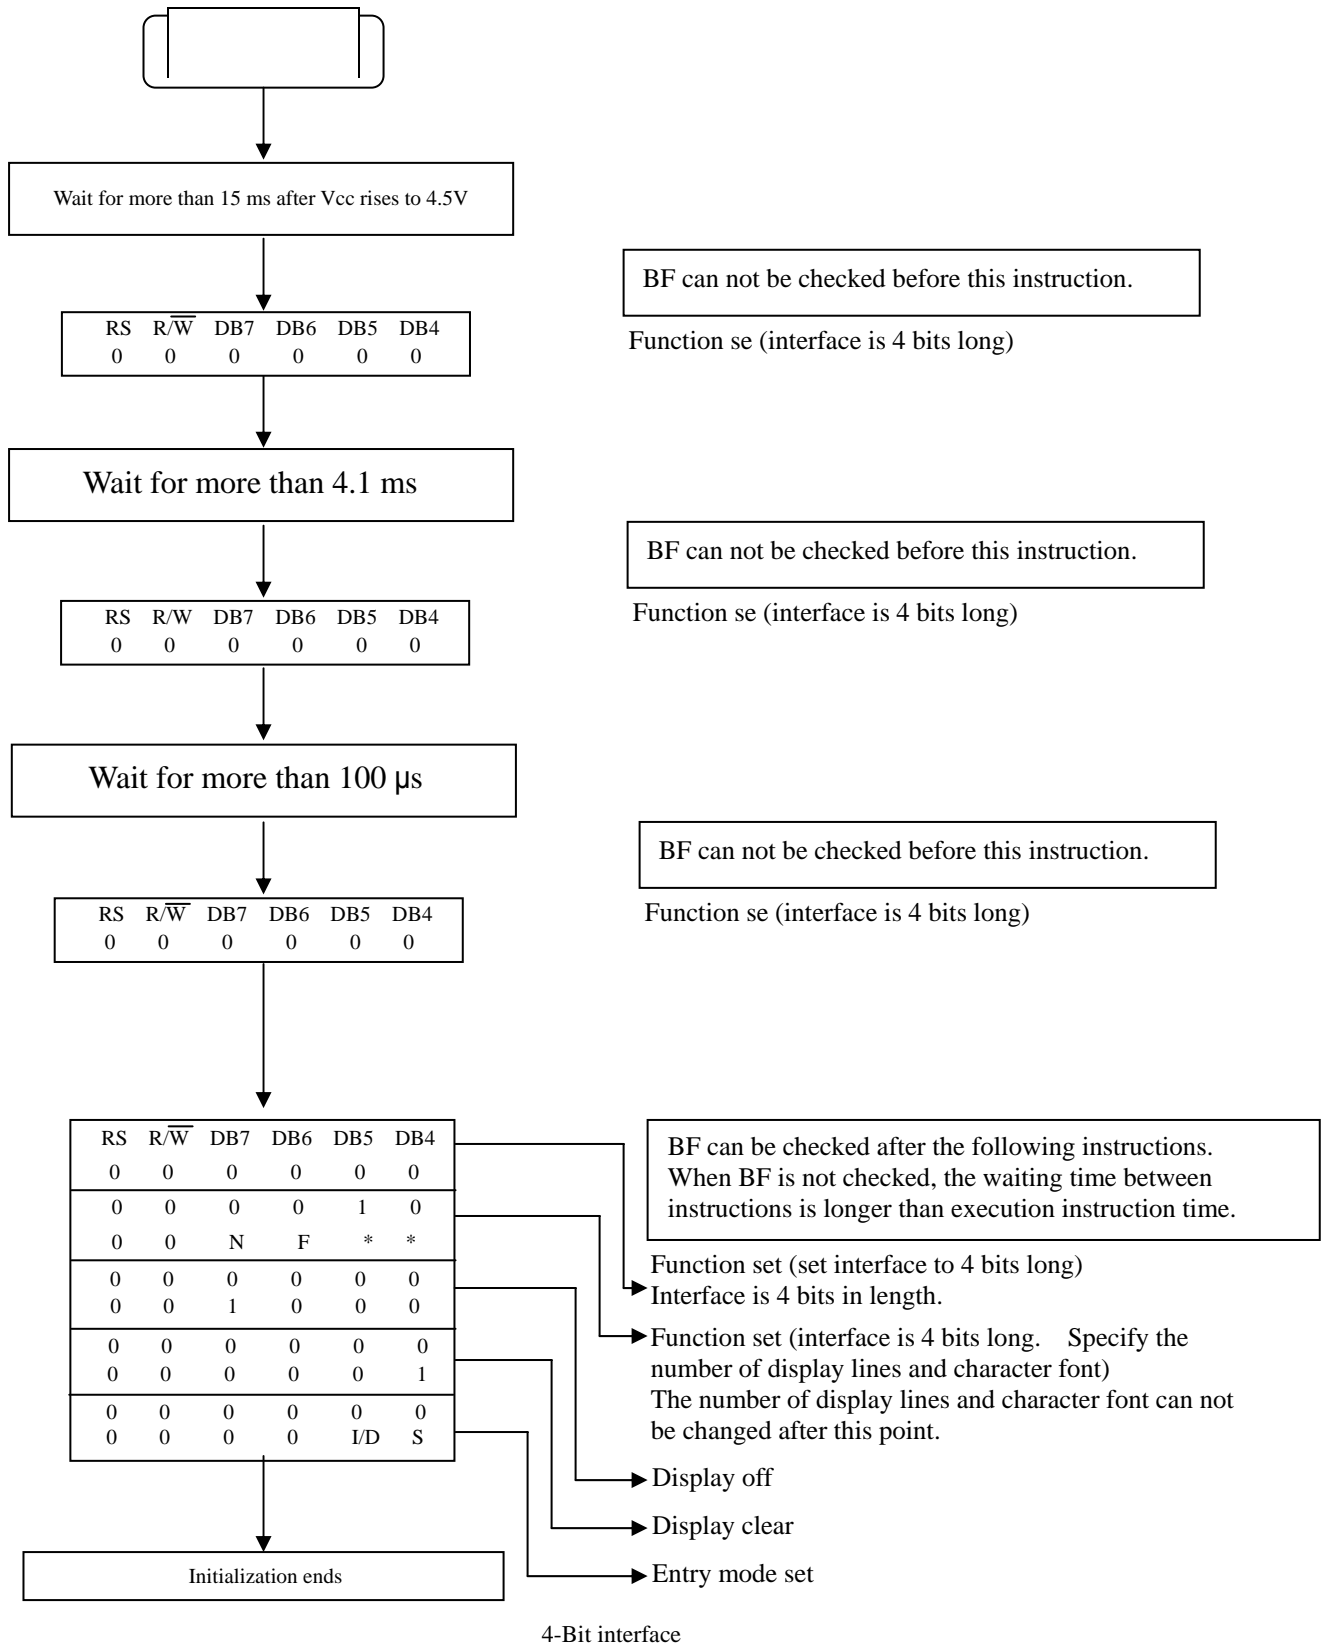 Wait for more than 15 ms after Vcc rises to 4.5V
BF can not be checked before this instruction.
RS R/W̅ DB7 DB6 DB5 DB4
0 0 0 0 0 0
Function se (interface is 4 bits long)
Wait for more than 4.1 ms
BF can not be checked before this instruction.
RS R/W DB7 DB6 DB5 DB4
0 0 0 0 0 0
Function se (interface is 4 bits long)
Wait for more than 100 μs
BF can not be checked before this instruction.
RS R/W̅ DB7 DB6 DB5 DB4
0 0 0 0 0 0
Function se (interface is 4 bits long)
RS R/W̅ DB7 DB6 DB5 DB4
0 0 0 0 0 0
0 0 0 0 1 0
0 0 N F * *
0 0 0 0 0 0
0 0 1 0 0 0
0 0 0 0 0 0
0 0 0 0 0 1
0 0 0 0 0 0
0 0 0 0 I/D S
BF can be checked after the following instructions.
When BF is not checked, the waiting time between
instructions is longer than execution instruction time.
Function set (set interface to 4 bits long)
Interface is 4 bits in length.
Function set (interface is 4 bits long. Specify the
number of display lines and character font)
The number of display lines and character font can not
be changed after this point.
Display off
Display clear
Entry mode set
Initialization ends
4-Bit interface